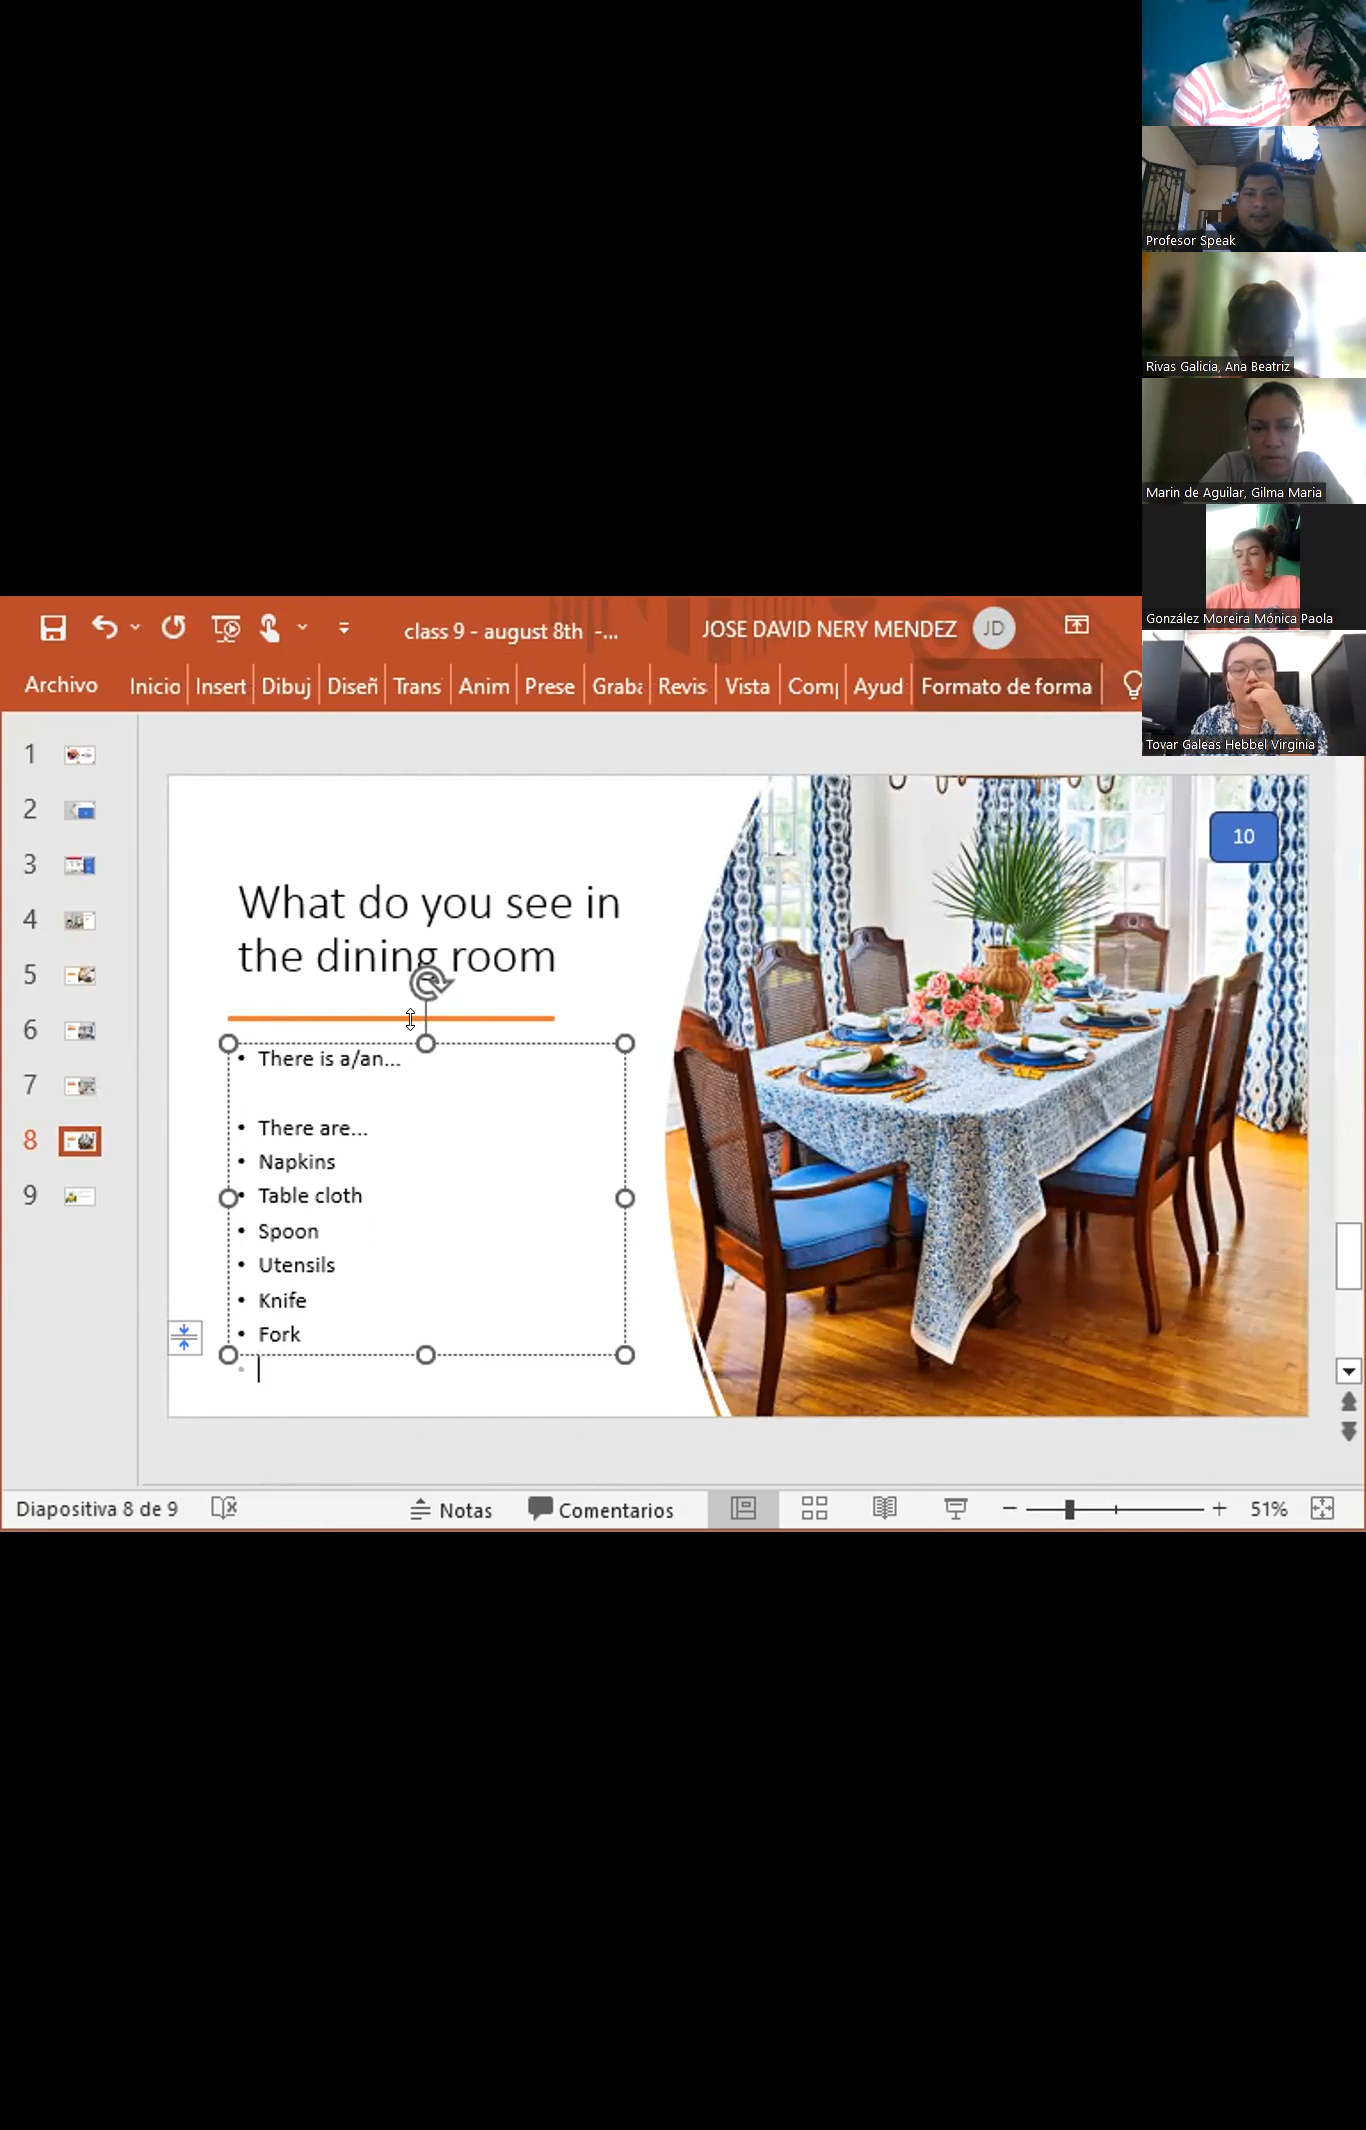 Profesor Speak
Rivas Galicia, Ana Beatriz
Marin de Aguilar, Gilma Maria
González Moreira Mónica Paola
Tovar Galeas Hebbel Virginia
class 9 - august 8th -...
JOSE DAVID NERY MENDEZ
JD
Archivo
Inicio
Insert
Dibuj
Diseñ
Trans
Anim
Prese
Graba
Revis
Vista
Comp
Ayud
Formato de forma
1
2
3
4
5
6
7
8
9
10
What do you see in
the dining room
• There is a/an...
• There are...
• Napkins
• Table cloth
• Spoon
• Utensils
• Knife
• Fork
Diapositiva 8 de 9
Notas
Comentarios
51%